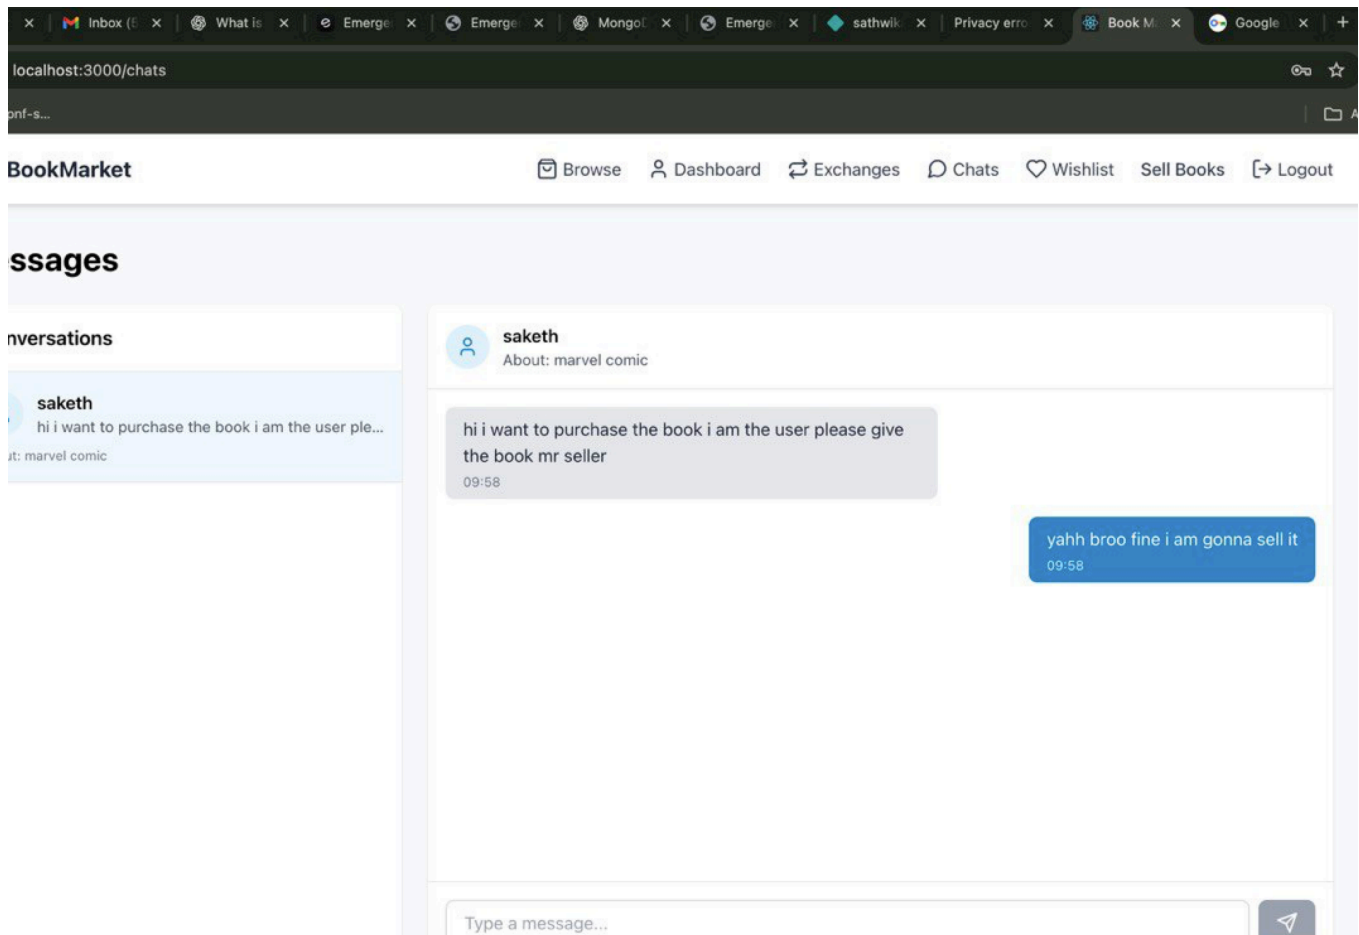 Inbox (
What is
Emerge
Emerge
Mongo
Emerge
sathwik
Privacy erro
Book M
Google
localhost:3000/chats
onf-s...
BookMarket
Browse
Dashboard
Exchanges
Chats
Wishlist
Sell Books
Logout
ssages
nversations
saketh
hi i want to purchase the book i am the user ple...
ut: marvel comic
saketh
About: marvel comic
hi i want to purchase the book i am the user please give
the book mr seller
09:58
yahh broo fine i am gonna sell it
09:58
Type a message...